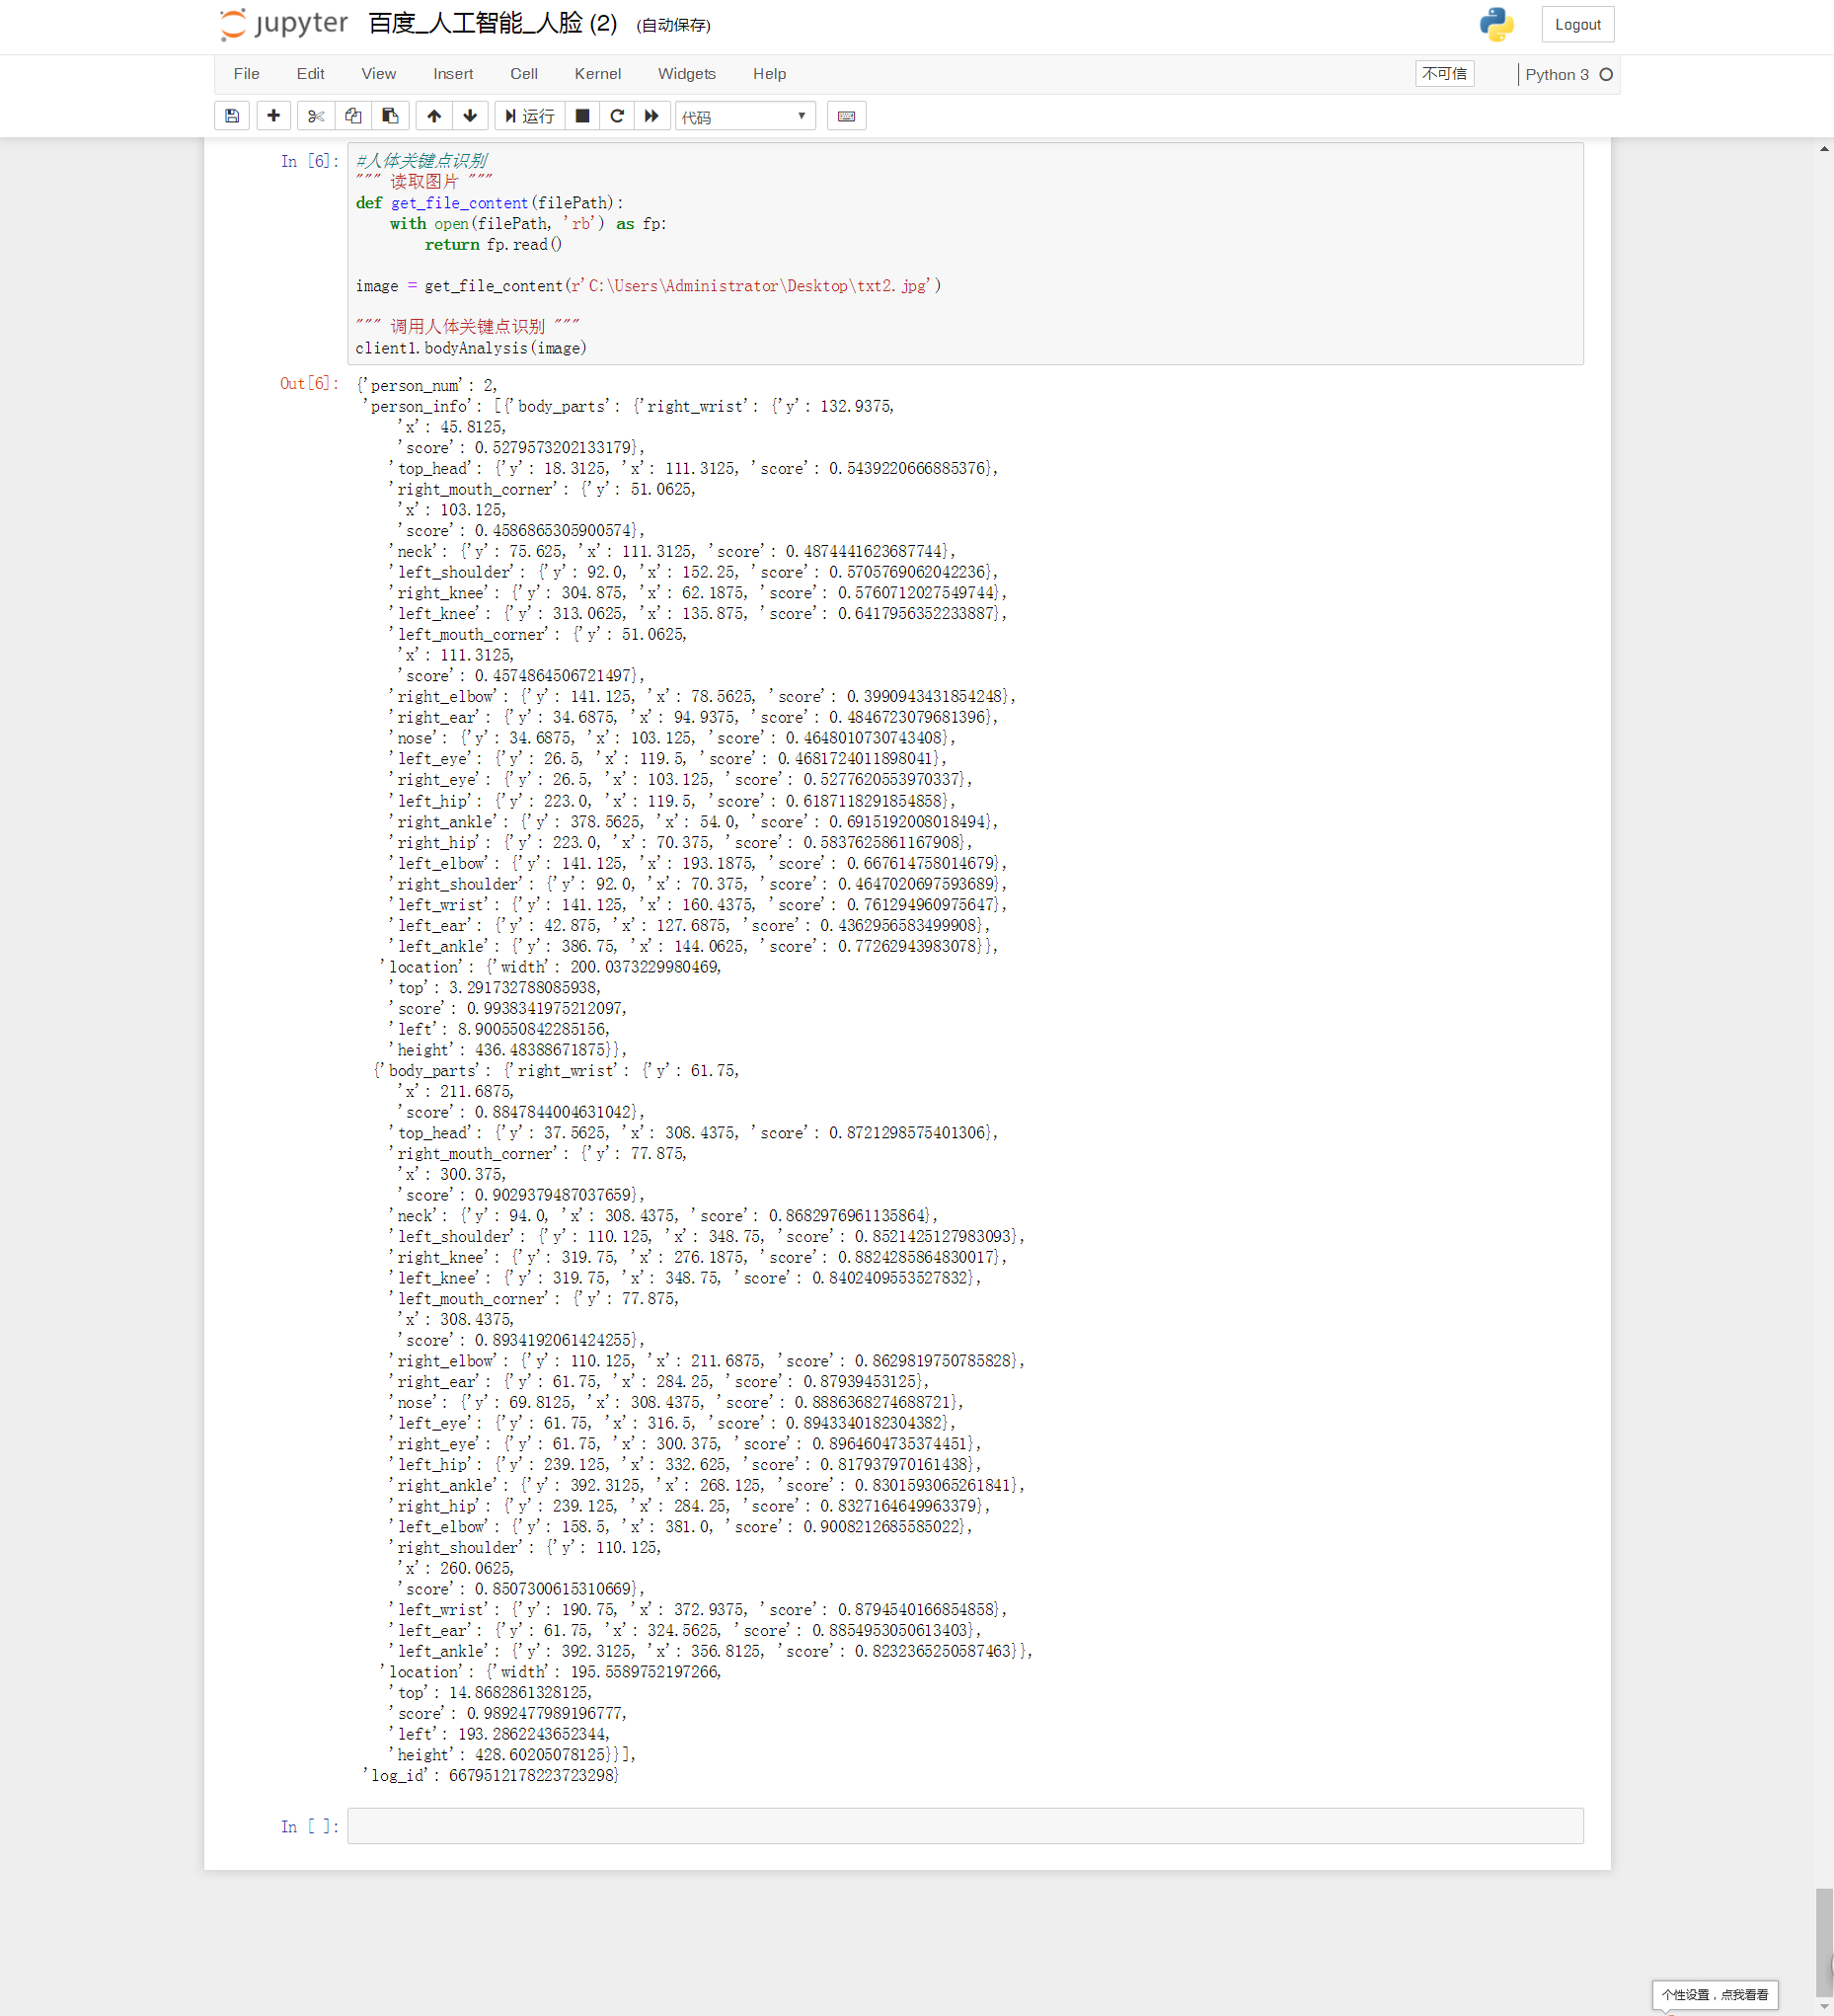 jupyter 百度_人工智能_人脸 (2) (自动保存) Logout
File Edit View Insert Cell Kernel Widgets Help 不可信 Python 3
运行 代码
In [6]:
#人体关键点识别
""" 读取图片 """
def get_file_content(filePath):
    with open(filePath, 'rb') as fp:
        return fp.read()
image = get_file_content(r'C:\Users\Administrator\Desktop\txt2.jpg')
""" 调用人体关键点识别 """
client1.bodyAnalysis(image)
Out[6]:
{'person_num': 2,
'person_info': [{'body_parts': {'right_wrist': {'y': 132.9375,
'x': 45.8125,
'score': 0.5279573202133179},
'top_head': {'y': 18.3125, 'x': 111.3125, 'score': 0.5439220666885376},
'right_mouth_corner': {'y': 51.0625,
'x': 103.125,
'score': 0.4586865305900574},
'neck': {'y': 75.625, 'x': 111.3125, 'score': 0.4874441623687744},
'left_shoulder': {'y': 92.0, 'x': 152.25, 'score': 0.5705769062042236},
'right_knee': {'y': 304.875, 'x': 62.1875, 'score': 0.5760712027549744},
'left_knee': {'y': 313.0625, 'x': 135.875, 'score': 0.6417956352233887},
'left_mouth_corner': {'y': 51.0625,
'x': 111.3125,
'score': 0.4574864506721497},
'right_elbow': {'y': 141.125, 'x': 78.5625, 'score': 0.3990943431854248},
'right_ear': {'y': 34.6875, 'x': 94.9375, 'score': 0.4846723079681396},
'nose': {'y': 34.6875, 'x': 103.125, 'score': 0.4648010730743408},
'left_eye': {'y': 26.5, 'x': 119.5, 'score': 0.4681724011898041},
'right_eye': {'y': 26.5, 'x': 103.125, 'score': 0.5277620553970337},
'left_hip': {'y': 223.0, 'x': 119.5, 'score': 0.6187118291854858},
'right_ankle': {'y': 378.5625, 'x': 54.0, 'score': 0.6915192008018494},
'right_hip': {'y': 223.0, 'x': 70.375, 'score': 0.5837625861167908},
'left_elbow': {'y': 141.125, 'x': 193.1875, 'score': 0.667614758014679},
'right_shoulder': {'y': 92.0, 'x': 70.375, 'score': 0.4647020697593689},
'left_wrist': {'y': 141.125, 'x': 160.4375, 'score': 0.761294960975647},
'left_ear': {'y': 42.875, 'x': 127.6875, 'score': 0.4362956583499908},
'left_ankle': {'y': 386.75, 'x': 144.0625, 'score': 0.77262943983078}},
'location': {'width': 200.0373229980469,
'top': 3.291732788085938,
'score': 0.9938341975212097,
'left': 8.900550842285156,
'height': 436.48388671875}},
{'body_parts': {'right_wrist': {'y': 61.75,
'x': 211.6875,
'score': 0.8847844004631042},
'top_head': {'y': 37.5625, 'x': 308.4375, 'score': 0.8721298575401306},
'right_mouth_corner': {'y': 77.875,
'x': 300.375,
'score': 0.9029379487037659},
'neck': {'y': 94.0, 'x': 308.4375, 'score': 0.8682976961135864},
'left_shoulder': {'y': 110.125, 'x': 348.75, 'score': 0.8521425127983093},
'right_knee': {'y': 319.75, 'x': 276.1875, 'score': 0.8824285864830017},
'left_knee': {'y': 319.75, 'x': 348.75, 'score': 0.8402409553527832},
'left_mouth_corner': {'y': 77.875,
'x': 308.4375,
'score': 0.8934192061424255},
'right_elbow': {'y': 110.125, 'x': 211.6875, 'score': 0.8629819750785828},
'right_ear': {'y': 61.75, 'x': 284.25, 'score': 0.87939453125},
'nose': {'y': 69.8125, 'x': 308.4375, 'score': 0.8886368274688721},
'left_eye': {'y': 61.75, 'x': 316.5, 'score': 0.8943340182304382},
'right_eye': {'y': 61.75, 'x': 300.375, 'score': 0.8964604735374451},
'left_hip': {'y': 239.125, 'x': 332.625, 'score': 0.817937970161438},
'right_ankle': {'y': 392.3125, 'x': 268.125, 'score': 0.8301593065261841},
'right_hip': {'y': 239.125, 'x': 284.25, 'score': 0.8327164649963379},
'left_elbow': {'y': 158.5, 'x': 381.0, 'score': 0.9008212685585022},
'right_shoulder': {'y': 110.125,
'x': 260.0625,
'score': 0.8507300615310669},
'left_wrist': {'y': 190.75, 'x': 372.9375, 'score': 0.8794540166854858},
'left_ear': {'y': 61.75, 'x': 324.5625, 'score': 0.8854953050613403},
'left_ankle': {'y': 392.3125, 'x': 356.8125, 'score': 0.8232365250587463}},
'location': {'width': 195.5589752197266,
'top': 14.8682861328125,
'score': 0.9892477989196777,
'left': 193.2862243652344,
'height': 428.60205078125}}],
'log_id': 6679512178223723298}
In [ ]:
个性设置，点我看看